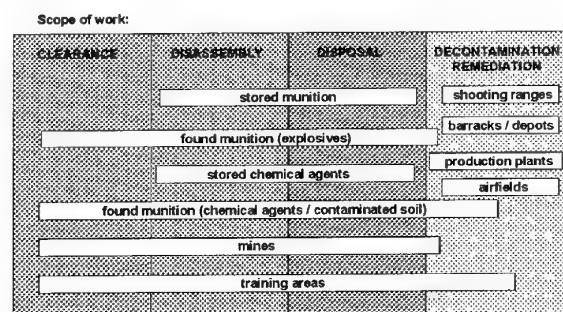 Scope of work:
CLEARANCE DISASSEMBLY DISPOSAL DECONTAMINATION
REMEDIATION
stored munition shooting ranges
found munition (explosives) barracks / depots
stored chemical agents production plants
airfields
found munition (chemical agents / contaminated soil)
mines
training areas